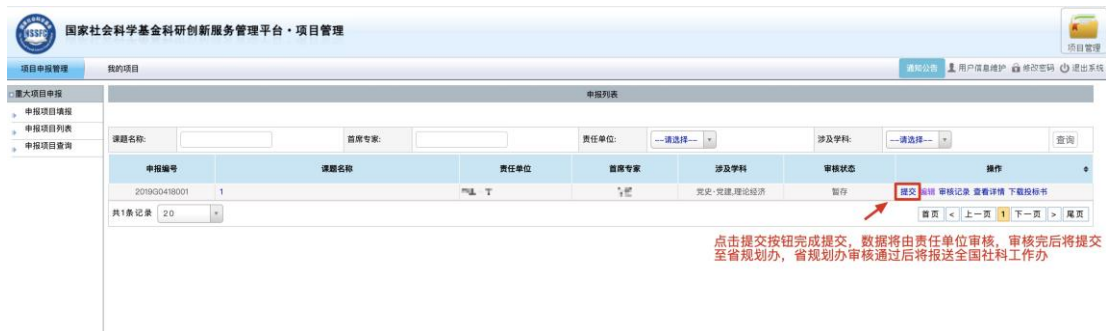 NSSFC
国家社会科学基金科研创新服务管理平台·项目管理
项目管理
项目申报管理 我的项目 通知公告 用户信息维护 修改密码 退出系统
重大项目申报
申报项目填报
申报项目列表
申报项目查询
申报列表
课题名称: 首席专家: 责任单位: ---请选择-- 涉及学科: ---请选择-- 查询
申报编号 课题名称 责任单位 首席专家 涉及学科 审核状态 操作
2019G0418001 1 党史·党建,理论经济 暂存 提交 编辑 审核记录 查看详情 下载投标书
共1条记录 20 首页 < 上一页 1 下一页 > 尾页
点击提交按钮完成提交，数据将由责任单位审核，审核完后将提交
至省规划办，省规划办审核通过后将报送全国社科工作办